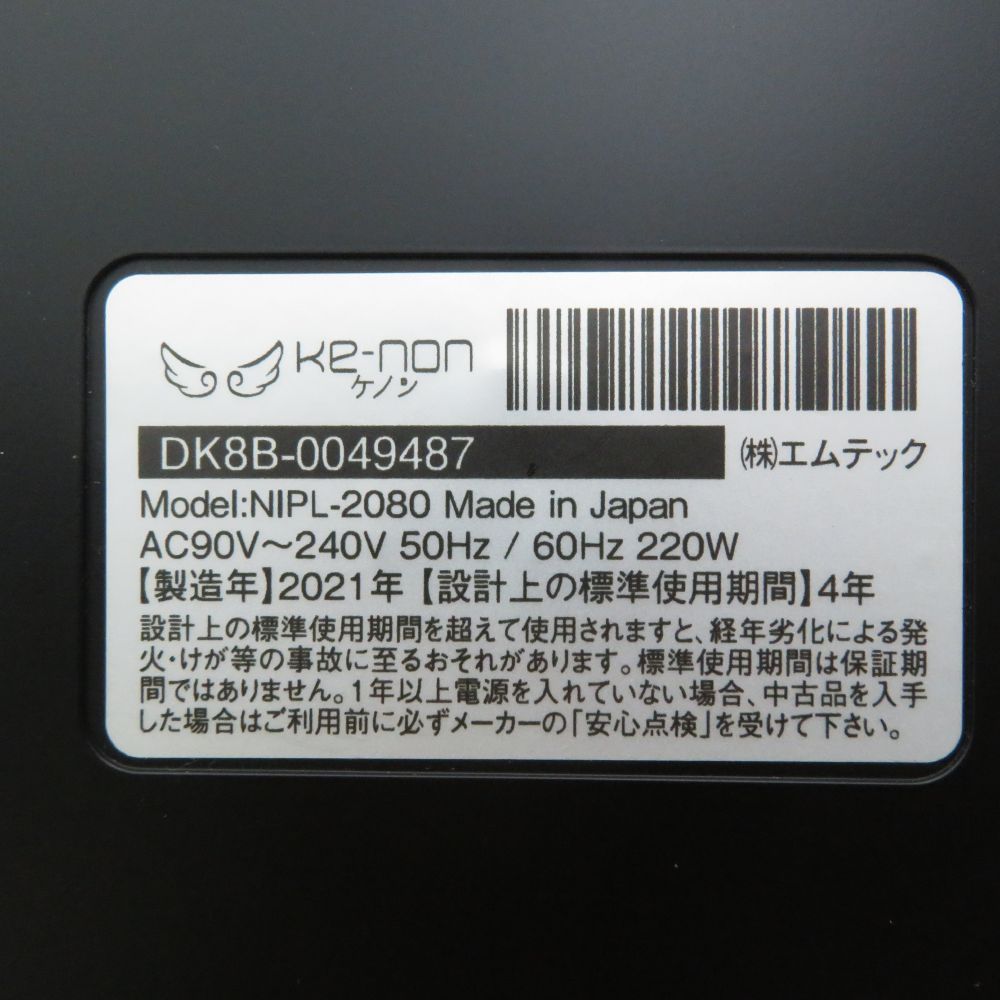 ke-non
ケノン
DK8B-0049487
㈱エムテック
Model:NIPL-2080 Made in Japan
AC90V～240V 50Hz / 60Hz 220W
【製造年】2021年【設計上の標準使用期間】4年
設計上の標準使用期間を超えて使用されますと、経年劣化による発
火・けが等の事故に至るおそれがあります。標準使用期間は保証期
間ではありません。1年以上電源を入れていない場合、中古品を入手
した場合はご利用前に必ずメーカーの「安心点検」を受けて下さい。